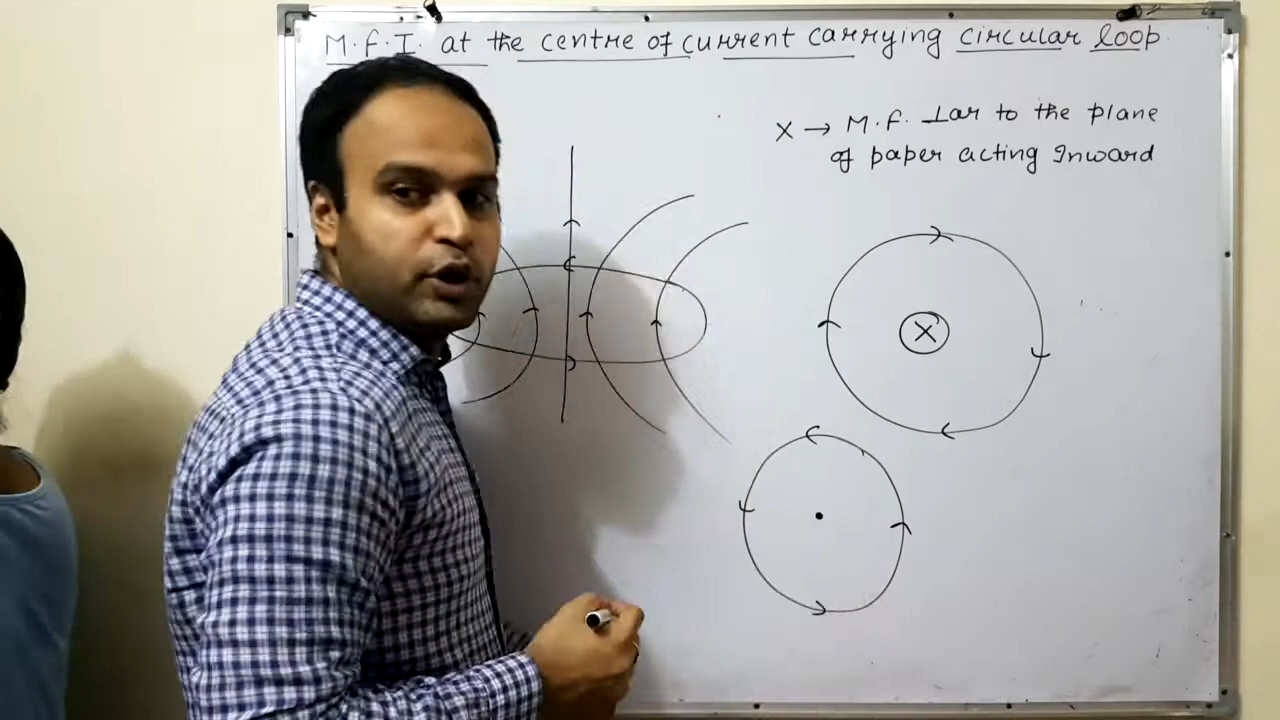 M.F.I. at the centre of current carrying circular loop
X → M.F. ⊥ar to the plane
of paper acting Inward
X